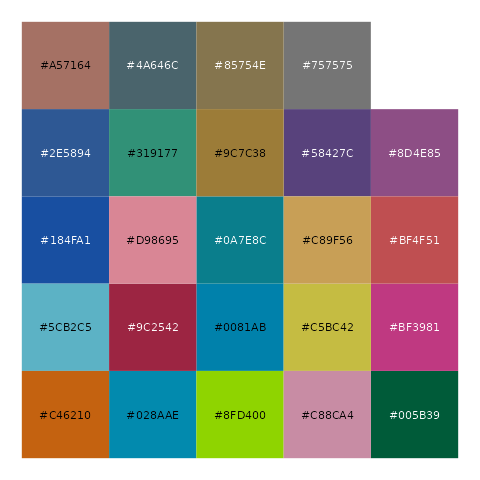 #A57164 #4A646C #85754E #757575
#2E5894 #319177 #9C7C38 #58427C #8D4E85
#184FA1 #D98695 #0A7E8C #C89F56 #BF4F51
#5CB2C5 #9C2542 #0081AB #C5BC42 #BF3981
#C46210 #028AAE #8FD400 #C88CA4 #005B39